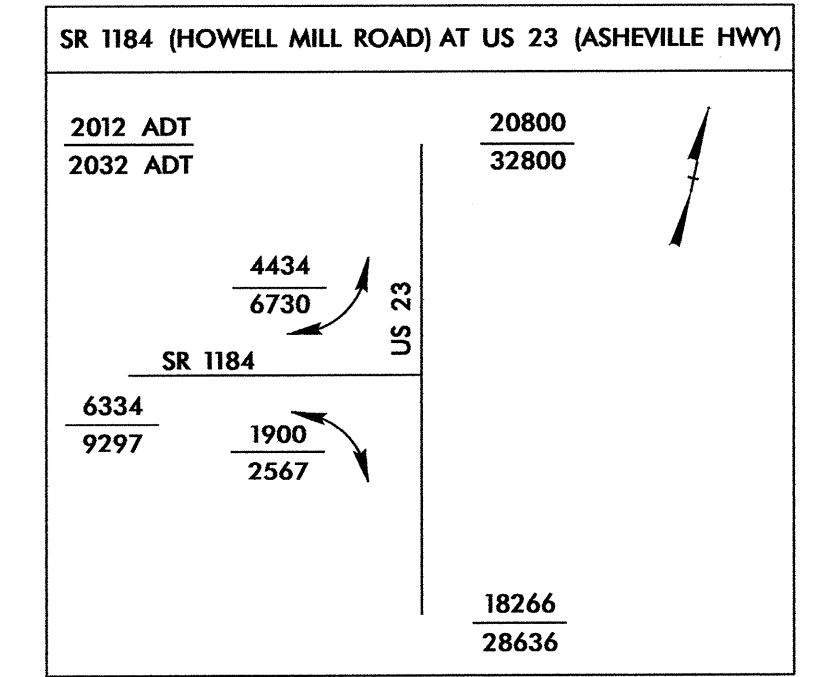 SR 1184 (HOWELL MILL ROAD) AT US 23 (ASHEVILLE HWY)
2012 ADT
2032 ADT
20800
32800
4434
6730
US 23
SR 1184
6334
9297
1900
2567
18266
28636